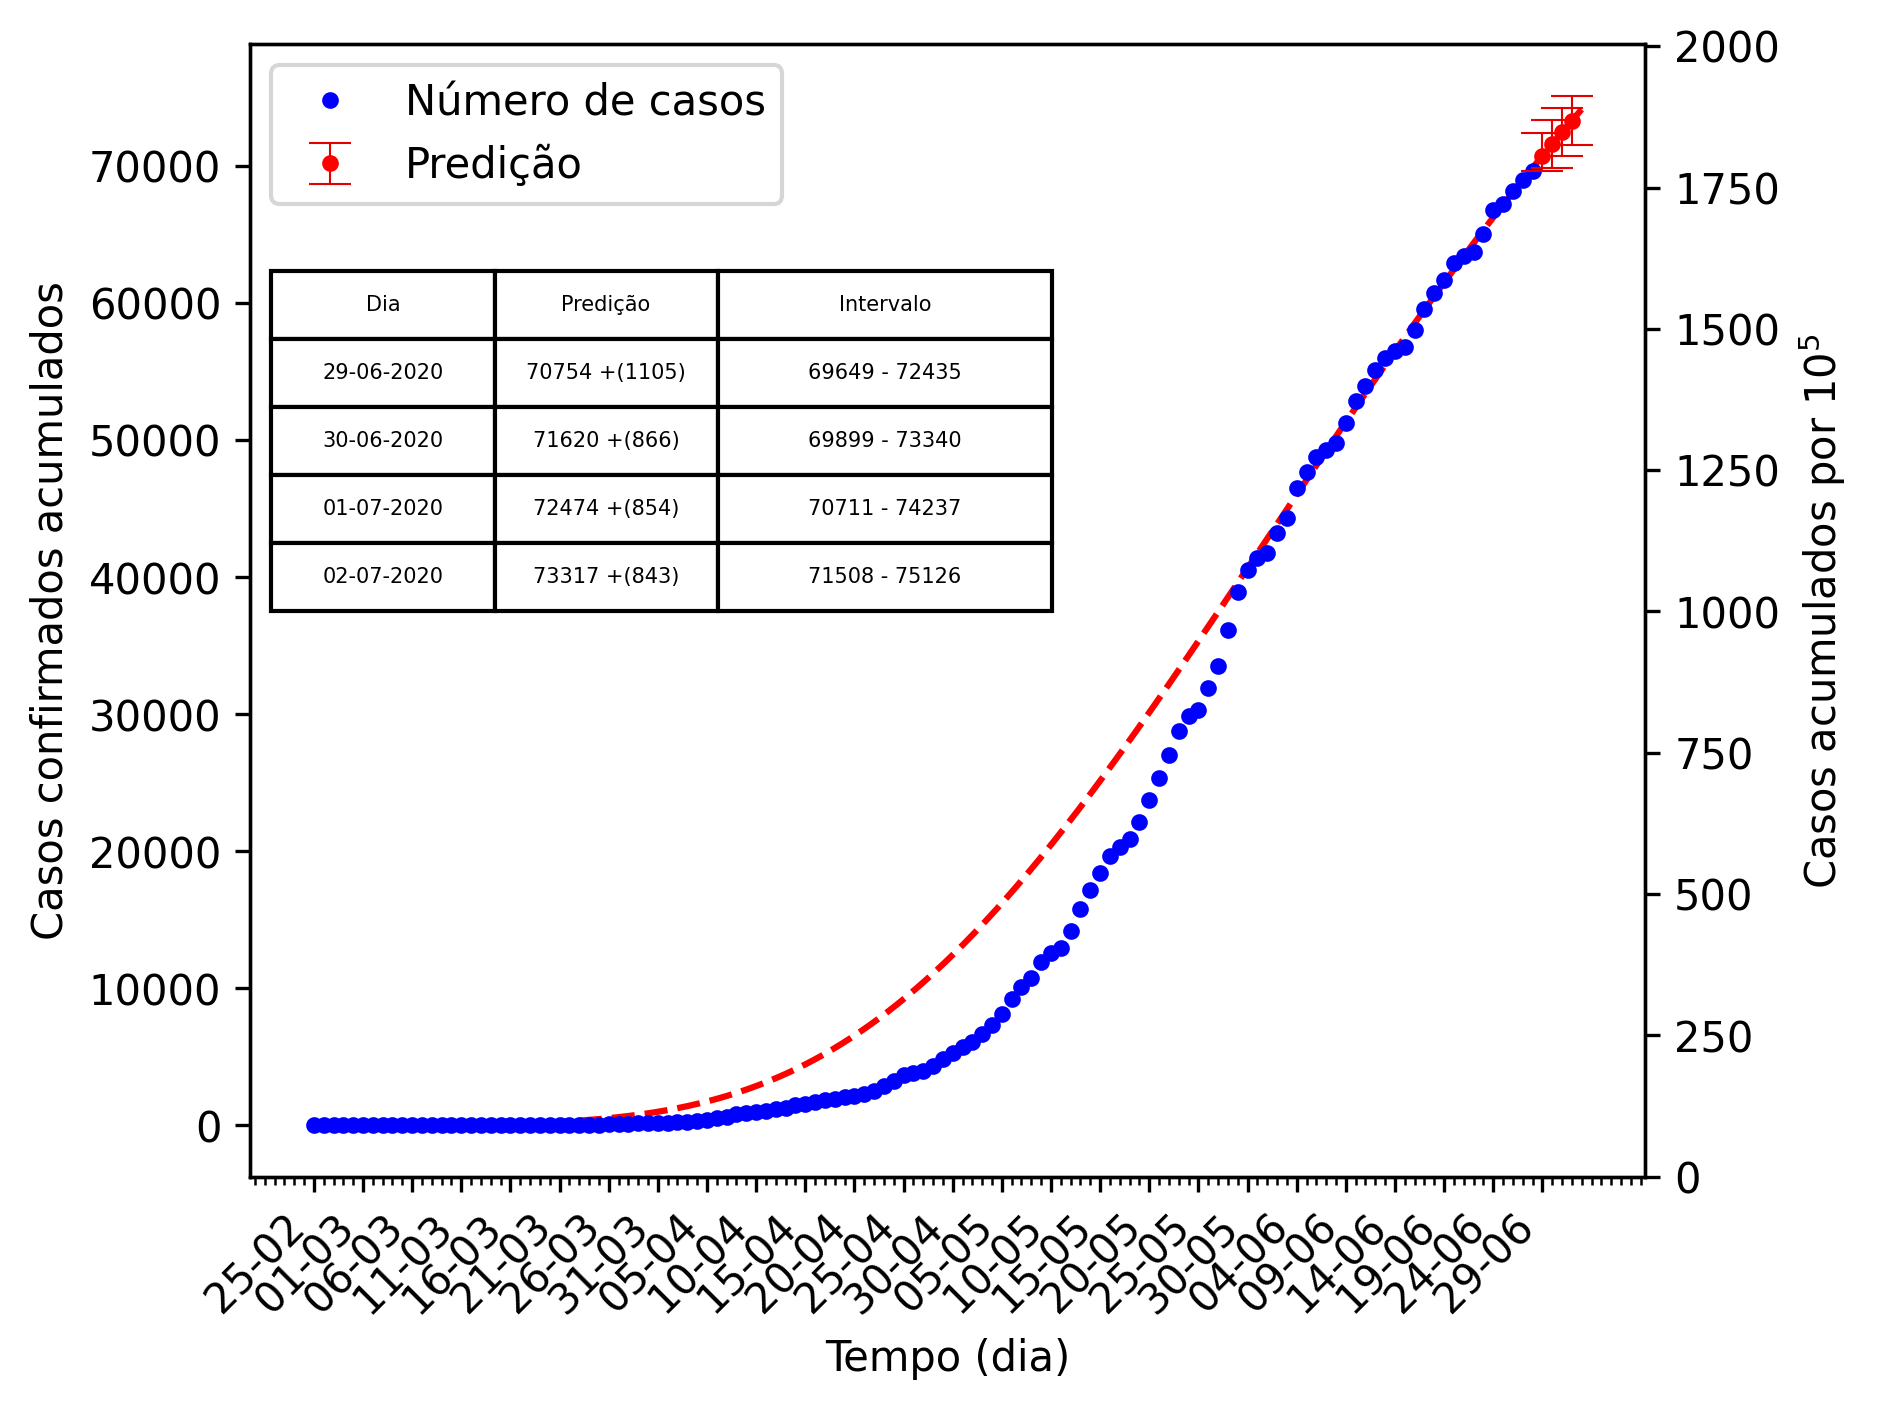 Número de casos
Predição
Dia Predição Intervalo
29-06-2020 70754 +(1105) 69649 - 72435
30-06-2020 71620 +(866) 69899 - 73340
01-07-2020 72474 +(854) 70711 - 74237
02-07-2020 73317 +(843) 71508 - 75126
Casos confirmados acumulados
70000
60000
50000
40000
30000
20000
10000
0
2000
1750
1500
1250
1000
750
500
250
0
Casos acumulados por 10⁵
25-02 01-03 06-03 11-03 16-03 21-03 26-03 31-03 05-04 10-04 15-04 20-04 25-04 30-04 05-05 10-05 15-05 20-05 25-05 30-05 04-06 09-06 14-06 19-06 24-06 29-06
Tempo (dia)